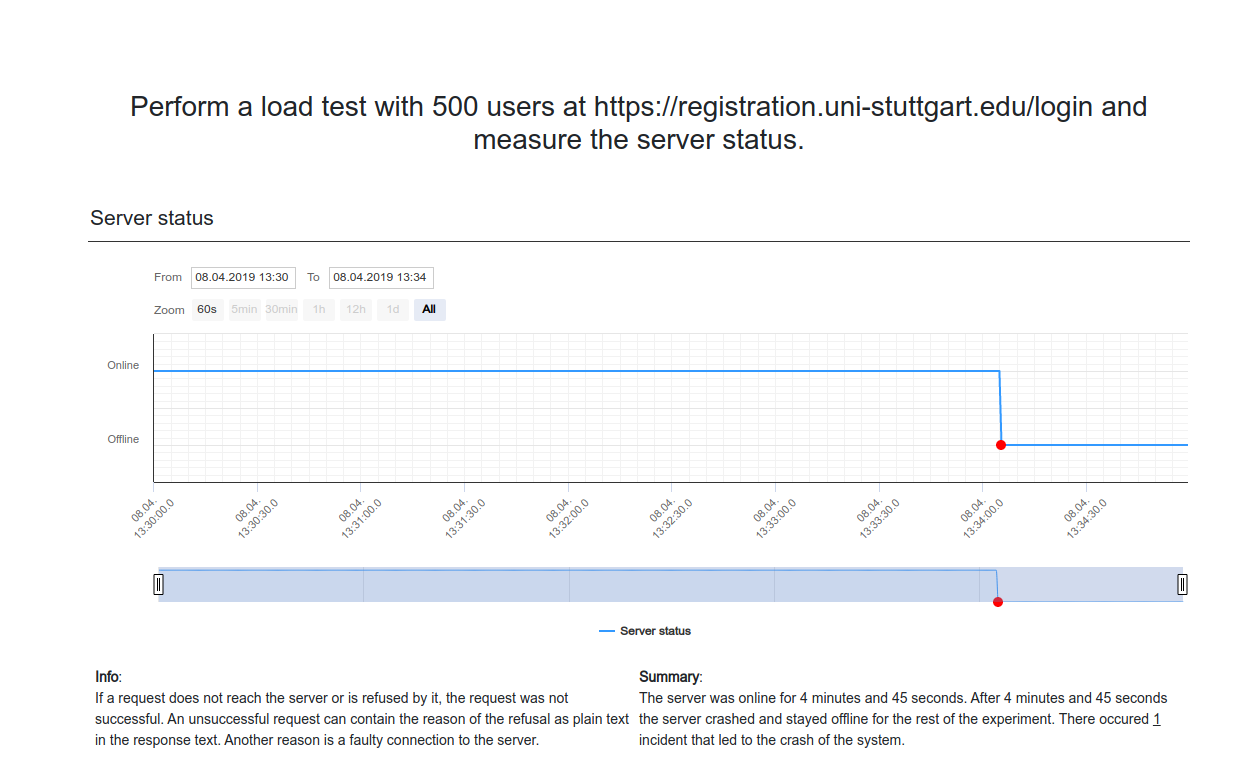 Perform a load test with 500 users at https://registration.uni-stuttgart.edu/login and
measure the server status.
Server status
From 08.04.2019 13:30 To 08.04.2019 13:34
Zoom 60s 5min 30min 1h 12h 1d All
Online
Offline
08.04. 13:30:00.0
08.04. 13:30:30.0
08.04. 13:31:00.0
08.04. 13:31:30.0
08.04. 13:32:00.0
08.04. 13:32:30.0
08.04. 13:33:00.0
08.04. 13:33:30.0
08.04. 13:34:00.0
08.04. 13:34:30.0
Server status
Info:
If a request does not reach the server or is refused by it, the request was not
successful. An unsuccessful request can contain the reason of the refusal as plain text
in the response text. Another reason is a faulty connection to the server.
Summary:
The server was online for 4 minutes and 45 seconds. After 4 minutes and 45 seconds
the server crashed and stayed offline for the rest of the experiment. There occured 1
incident that led to the crash of the system.